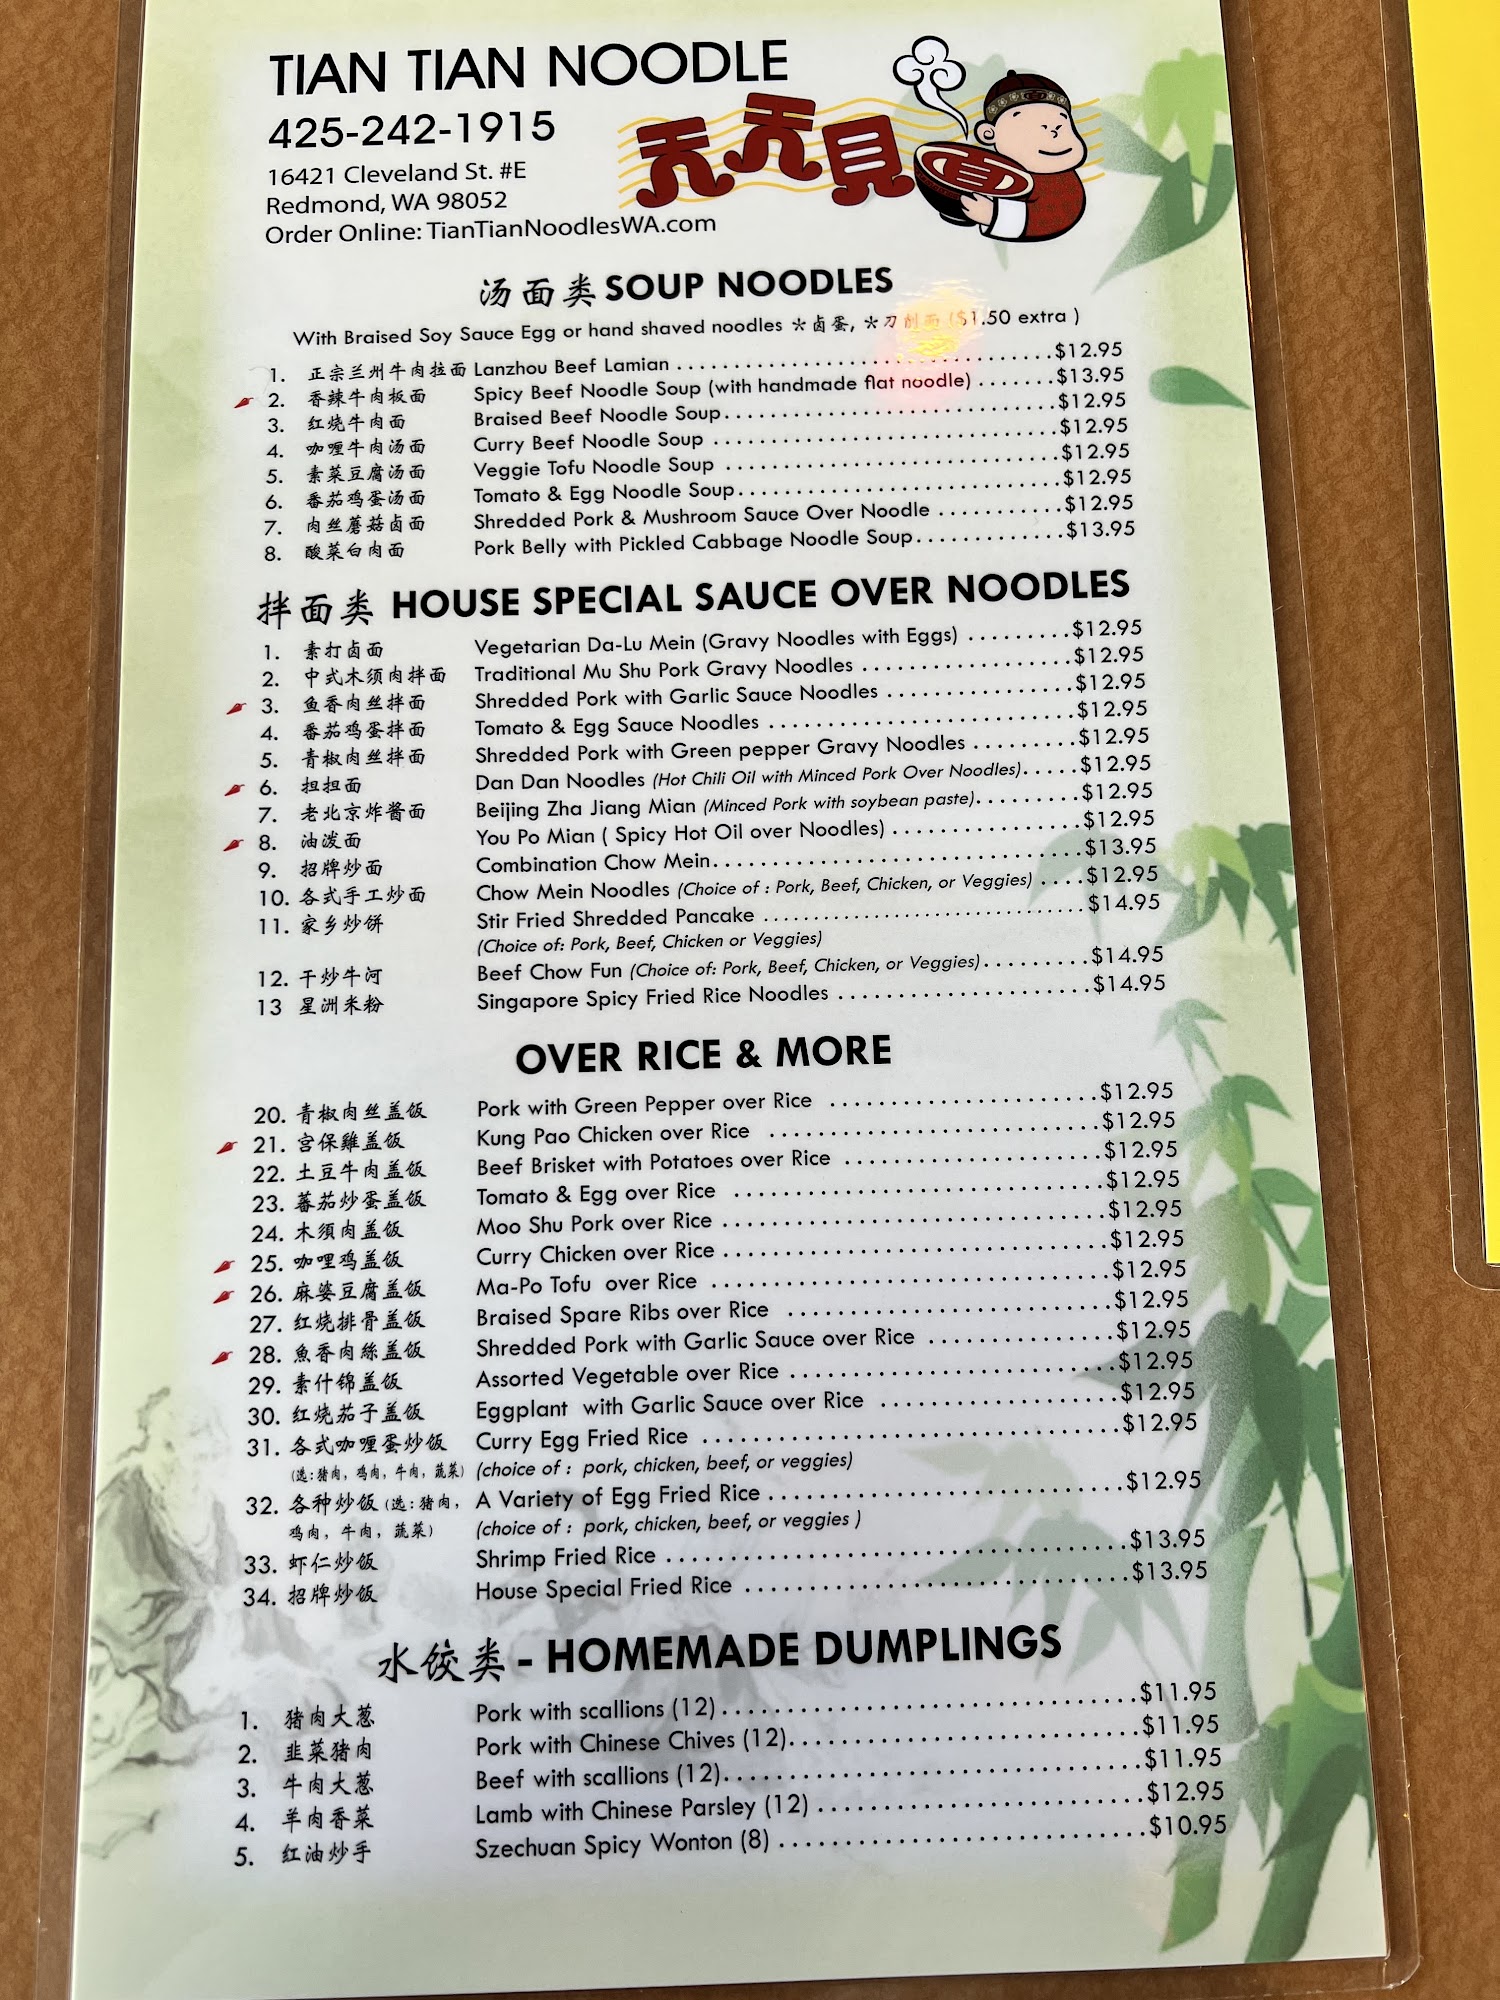 TIAN TIAN NOODLE
425-242-1915
16421 Cleveland St. #E
Redmond, WA 98052
Order Online: TianTianNoodlesWA.com
天天見
汤面类 SOUP NOODLES
With Braised Soy Sauce Egg or hand shaved noodles *卤蛋, *刀削面 ($1.50 extra )
1. 正宗兰州牛肉拉面 Lanzhou Beef Lamian $12.95
2. 香辣牛肉板面 Spicy Beef Noodle Soup (with handmade flat noodle) $13.95
3. 红烧牛肉面 Braised Beef Noodle Soup $12.95
4. 咖喱牛肉汤面 Curry Beef Noodle Soup $12.95
5. 素菜豆腐汤面 Veggie Tofu Noodle Soup $12.95
6. 番茄鸡蛋汤面 Tomato & Egg Noodle Soup $12.95
7. 肉丝蘑菇卤面 Shredded Pork & Mushroom Sauce Over Noodle $12.95
8. 酸菜白肉面 Pork Belly with Pickled Cabbage Noodle Soup $13.95
拌面类 HOUSE SPECIAL SAUCE OVER NOODLES
1. 素打卤面 Vegetarian Da-Lu Mein (Gravy Noodles with Eggs) $12.95
2. 中式木须肉拌面 Traditional Mu Shu Pork Gravy Noodles $12.95
3. 鱼香肉丝拌面 Shredded Pork with Garlic Sauce Noodles $12.95
4. 番茄鸡蛋拌面 Tomato & Egg Sauce Noodles $12.95
5. 青椒肉丝拌面 Shredded Pork with Green pepper Gravy Noodles $12.95
6. 担担面 Dan Dan Noodles (Hot Chili Oil with Minced Pork Over Noodles) $12.95
7. 老北京炸酱面 Beijing Zha Jiang Mian (Minced Pork with soybean paste) $12.95
8. 油泼面 You Po Mian ( Spicy Hot Oil over Noodles) $12.95
9. 招牌炒面 Combination Chow Mein $13.95
10. 各式手工炒面 Chow Mein Noodles (Choice of : Pork, Beef, Chicken, or Veggies) $12.95
11. 家乡炒饼 Stir Fried Shredded Pancake $14.95
(Choice of: Pork, Beef, Chicken or Veggies)
12. 干炒牛河 Beef Chow Fun (Choice of: Pork, Beef, Chicken, or Veggies) $14.95
13 星洲米粉 Singapore Spicy Fried Rice Noodles $14.95
OVER RICE & MORE
20. 青椒肉丝盖饭 Pork with Green Pepper over Rice $12.95
21. 宫保雞盖饭 Kung Pao Chicken over Rice $12.95
22. 土豆牛肉盖饭 Beef Brisket with Potatoes over Rice $12.95
23. 蕃茄炒蛋盖饭 Tomato & Egg over Rice $12.95
24. 木須肉盖饭 Moo Shu Pork over Rice $12.95
25. 咖哩鸡盖饭 Curry Chicken over Rice $12.95
26. 麻婆豆腐盖饭 Ma-Po Tofu over Rice $12.95
27. 红烧排骨盖饭 Braised Spare Ribs over Rice $12.95
28. 魚香肉絲盖饭 Shredded Pork with Garlic Sauce over Rice $12.95
29. 素什锦盖饭 Assorted Vegetable over Rice $12.95
30. 红烧茄子盖饭 Eggplant with Garlic Sauce over Rice $12.95
31. 各式咖喱蛋炒饭 Curry Egg Fried Rice $12.95
(选:猪肉, 鸡肉, 牛肉, 蔬菜) (choice of : pork, chicken, beef, or veggies)
32. 各种炒饭 (选: 猪肉, A Variety of Egg Fried Rice $12.95
鸡肉, 牛肉, 蔬菜) (choice of : pork, chicken, beef, or veggies )
33. 虾仁炒饭 Shrimp Fried Rice $13.95
34. 招牌炒饭 House Special Fried Rice $13.95
水饺类 - HOMEMADE DUMPLINGS
1. 猪肉大葱 Pork with scallions (12) $11.95
2. 韭菜猪肉 Pork with Chinese Chives (12) $11.95
3. 牛肉大葱 Beef with scallions (12) $11.95
4. 羊肉香菜 Lamb with Chinese Parsley (12) $12.95
5. 红油炒手 Szechuan Spicy Wonton (8) $10.95